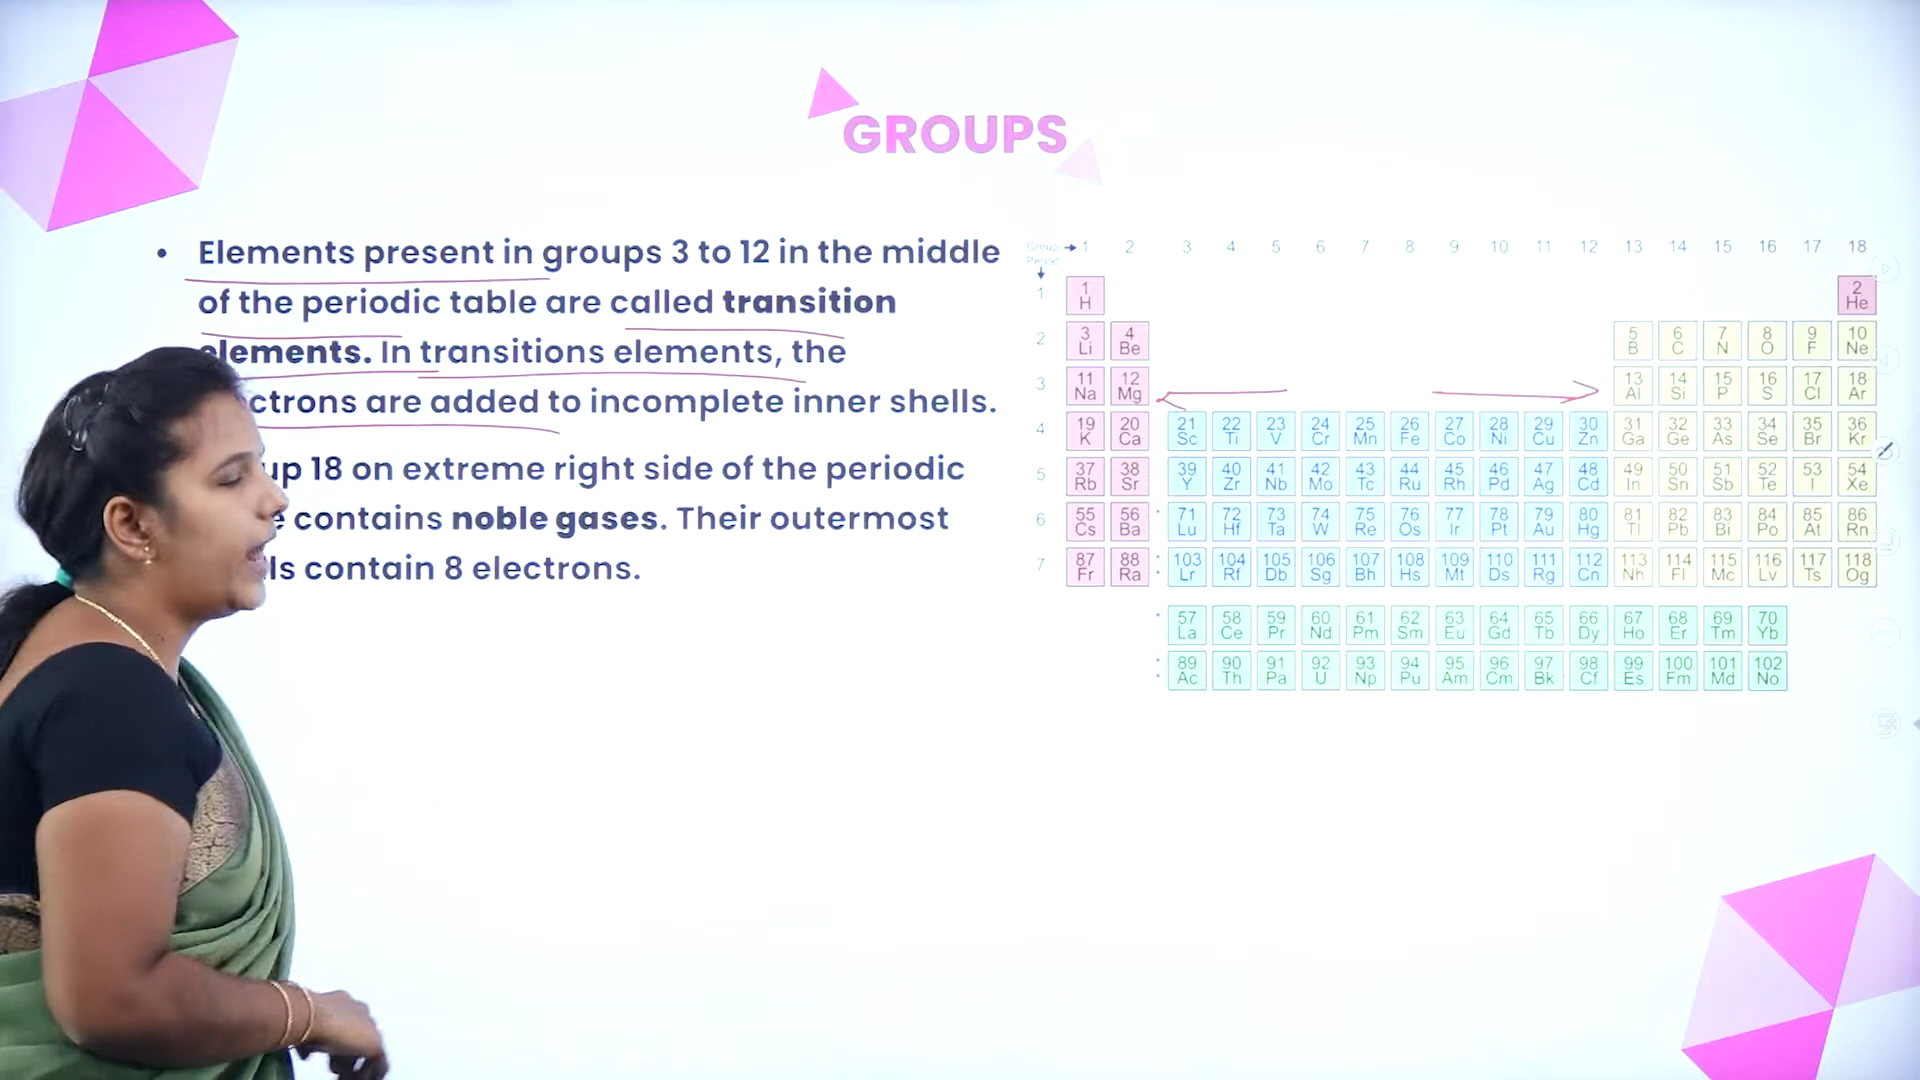 GROUPS
• Elements present in groups 3 to 12 in the middle
of the periodic table are called transition
elements. In transitions elements, the
ctrons are added to incomplete inner shells.
up 18 on extreme right side of the periodic
e contains noble gases. Their outermost
ls contain 8 electrons.
Group → 1 2 3 4 5 6 7 8 9 10 11 12 13 14 15 16 17 18
Period
1
1 2
H He
2
3 4 5 6 7 8 9 10
Li Be B C N O F Ne
3
11 12 13 14 15 16 17 18
Na Mg Al Si P S Cl Ar
4
19 20 21 22 23 24 25 26 27 28 29 30 31 32 33 34 35 36
K Ca Sc Ti V Cr Mn Fe Co Ni Cu Zn Ga Ge As Se Br Kr
5
37 38 39 40 41 42 43 44 45 46 47 48 49 50 51 52 53 54
Rb Sr Y Zr Nb Mo Tc Ru Rh Pd Ag Cd In Sn Sb Te I Xe
6
55 56 71 72 73 74 75 76 77 78 79 80 81 82 83 84 85 86
Cs Ba Lu Hf Ta W Re Os Ir Pt Au Hg Tl Pb Bi Po At Rn
7
87 88 103 104 105 106 107 108 109 110 111 112 113 114 115 116 117 118
Fr Ra Lr Rf Db Sg Bh Hs Mt Ds Rg Cn Nh Fl Mc Lv Ts Og
57 58 59 60 61 62 63 64 65 66 67 68 69 70
La Ce Pr Nd Pm Sm Eu Gd Tb Dy Ho Er Tm Yb
89 90 91 92 93 94 95 96 97 98 99 100 101 102
Ac Th Pa U Np Pu Am Cm Bk Cf Es Fm Md No